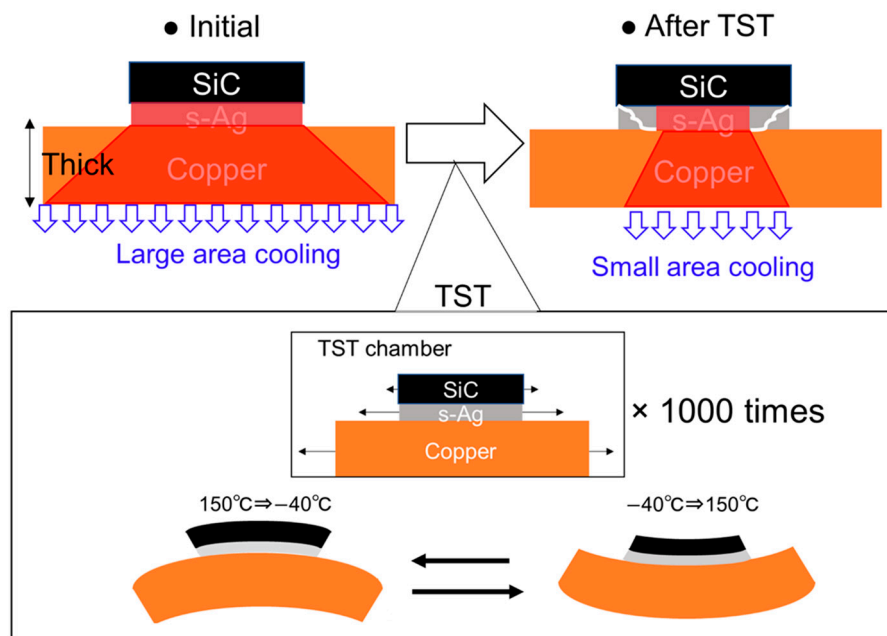 ● Initial
● After TST
SiC
s-Ag
Thick
Copper
Large area cooling
SiC
s-Ag
Copper
Small area cooling
TST
TST chamber
SiC
s-Ag
Copper
× 1000 times
150℃⇒−40℃
−40℃⇒150℃